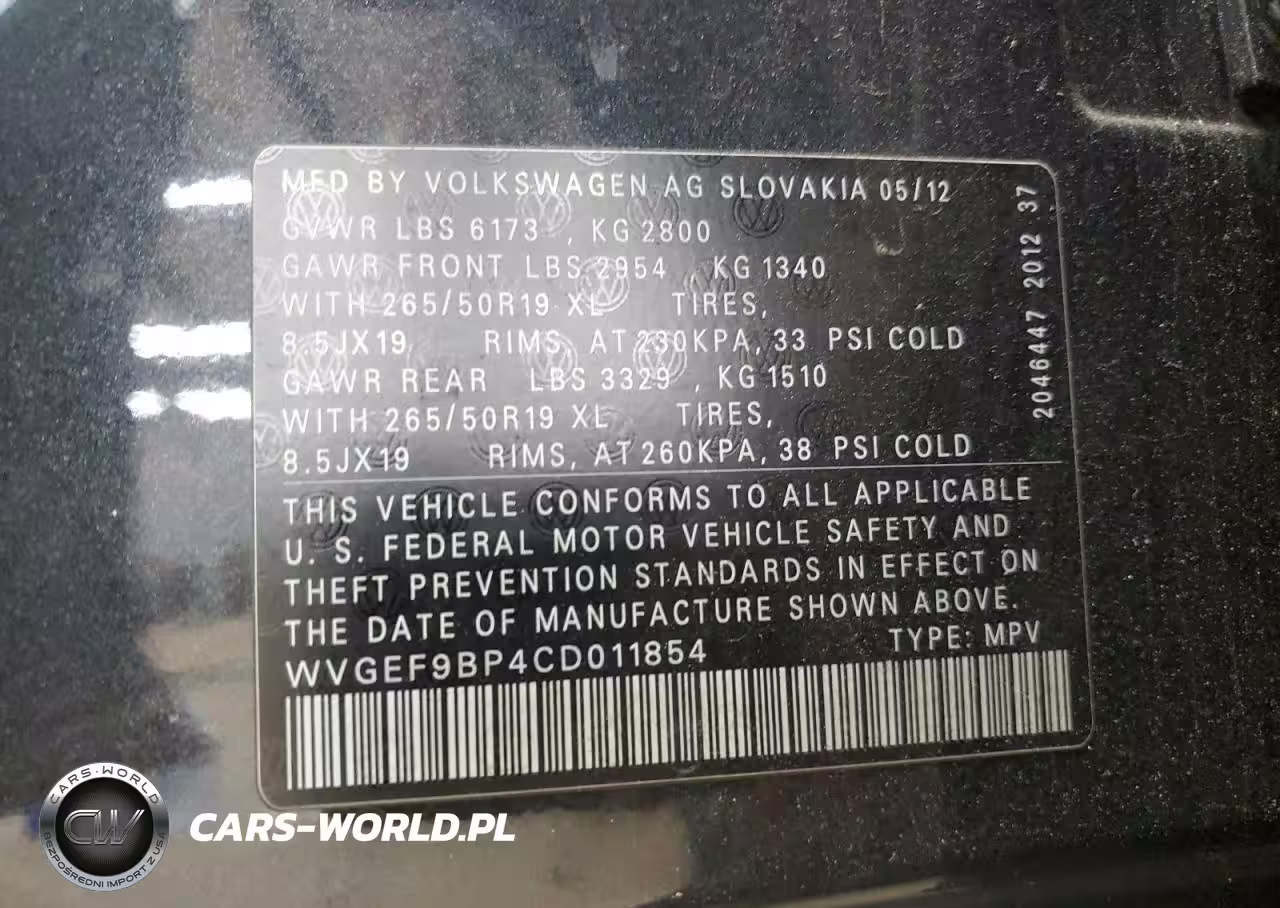 MFD BY VOLKSWAGEN AG SLOVAKIA 05/12
GVWR LBS 6173 , KG 2800
GAWR FRONT LBS 2954 , KG 1340
WITH 265/50R19 XL TIRES,
8.5JX19 RIMS, AT 230KPA, 33 PSI COLD
GAWR REAR LBS 3329 , KG 1510
WITH 265/50R19 XL TIRES,
8.5JX19 RIMS, AT 260KPA, 38 PSI COLD
2046447 2012 37
THIS VEHICLE CONFORMS TO ALL APPLICABLE
U. S. FEDERAL MOTOR VEHICLE SAFETY AND
THEFT PREVENTION STANDARDS IN EFFECT ON
THE DATE OF MANUFACTURE SHOWN ABOVE.
WVGEF9BP4CD011854 TYPE: MPV
CARS-WORLD
CW
BEZPOŚREDNI IMPORT Z USA
CARS-WORLD.PL